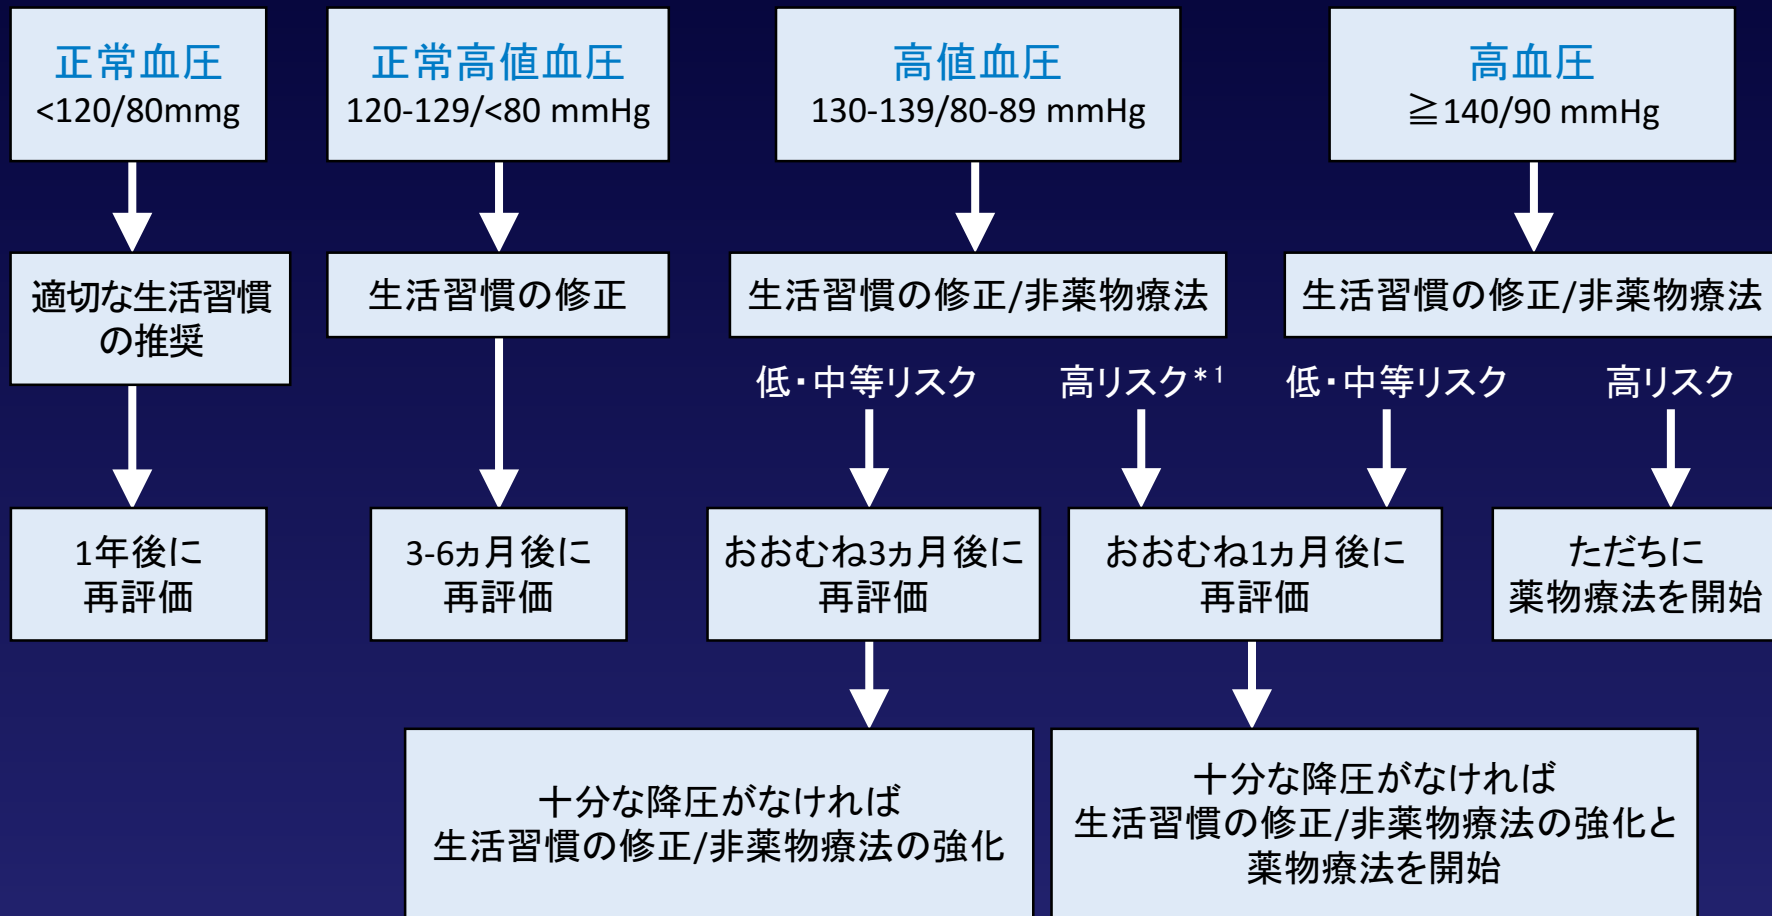 正常血圧
<120/80mmg
正常高値血圧
120-129/<80 mmHg
高値血圧
130-139/80-89 mmHg
高血圧
≧140/90 mmHg
適切な生活習慣
の推奨
生活習慣の修正
生活習慣の修正/非薬物療法
生活習慣の修正/非薬物療法
低・中等リスク
高リスク*1
低・中等リスク
高リスク
1年後に
再評価
3-6ヵ月後に
再評価
おおむね3ヵ月後に
再評価
おおむね1ヵ月後に
再評価
ただちに
薬物療法を開始
十分な降圧がなければ
生活習慣の修正/非薬物療法の強化
十分な降圧がなければ
生活習慣の修正/非薬物療法の強化と
薬物療法を開始